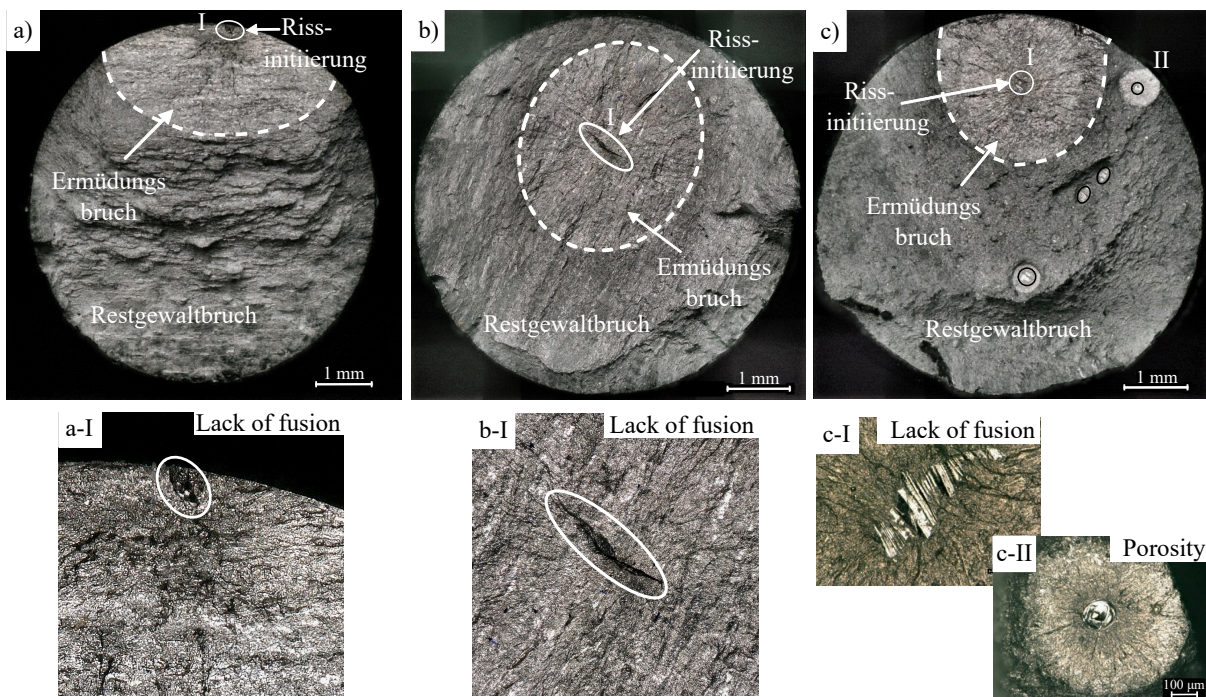 a)
I
Riss-
initiierung
Ermüdungs
bruch
Restgewaltbruch
1 mm
b)
Riss-
initiierung
I
Ermüdungs
bruch
Restgewaltbruch
1 mm
c)
I
II
Riss-
initiierung
Ermüdungs
bruch
Restgewaltbruch
1 mm
a-I
Lack of fusion
b-I
Lack of fusion
c-I
Lack of fusion
c-II
Porosity
100 µm